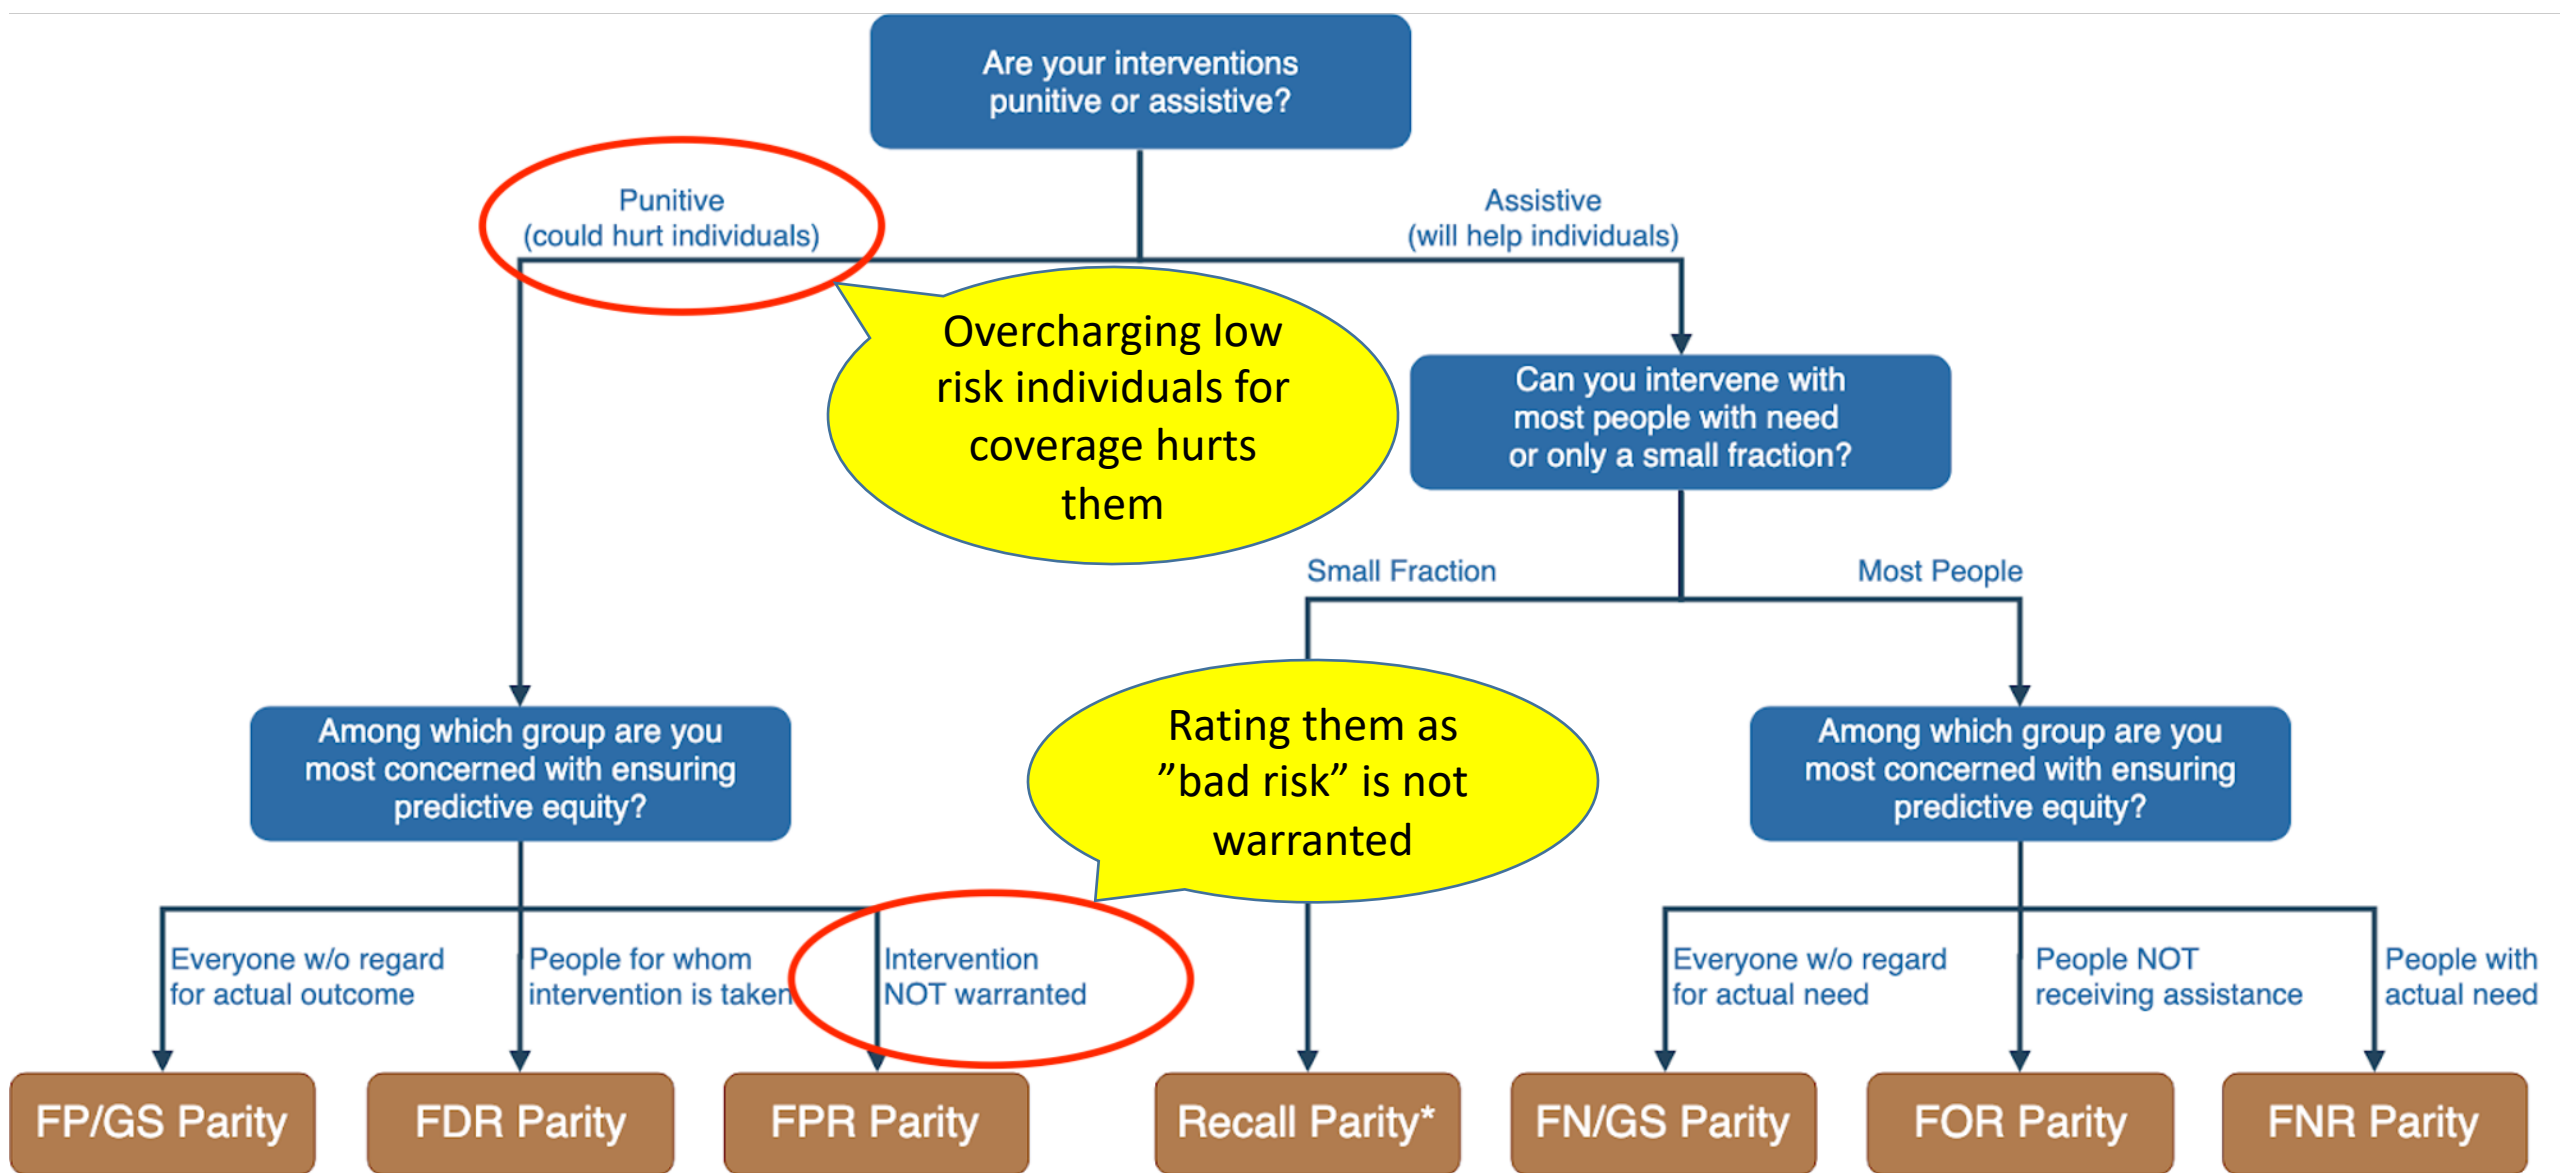 Are your interventions
punitive or assistive?
Punitive
(could hurt individuals)
Assistive
(will help individuals)
Overcharging low
risk individuals for
coverage hurts
them
Can you intervene with
most people with need
or only a small fraction?
Small Fraction
Most People
Among which group are you
most concerned with ensuring
predictive equity?
Rating them as
”bad risk” is not
warranted
Among which group are you
most concerned with ensuring
predictive equity?
Everyone w/o regard
for actual outcome
People for whom
intervention is taken
Intervention
NOT warranted
Everyone w/o regard
for actual need
People NOT
receiving assistance
People with
actual need
FP/GS Parity
FDR Parity
FPR Parity
Recall Parity*
FN/GS Parity
FOR Parity
FNR Parity